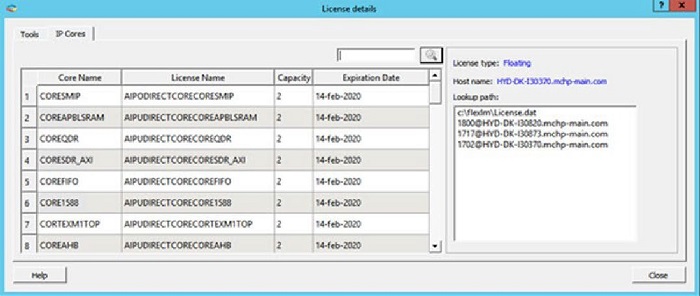 License details
? X
Tools IP Cores
Core Name License Name Capacity Expiration Date
1 CORESMIP AIPODIRECTCORECORESMIP 2 14-feb-2020
2 COREAPBLSRAM AIPUDIRECTCORECOREAPBLSRAM 2 14-feb-2020
3 COREQDR AIPODIRECTCORECOREQDR 2 14-feb-2020
4 CORESDR_AXI AIPUDIRECTCORECORESDR_AXI 2 14-feb-2020
5 COREFIFO AIPODIRECTCORECOREFIFO 2 14-feb-2020
6 CORE1588 AIPUDIRECTCORECORE1588 2 14-feb-2020
7 CORTEXM1TOP AIPUDIRECTCORECORTEXM1TOP 2 14-feb-2020
8 COREAHB AIPUDIRECTCORECOREAHB 2 14-feb-2020
License type: Floating
Host name: HYD-DK-I30370.mchp-main.com
Lookup path:
c:\flexlm\License.dat
1800@HYD-DK-I30820.mchp-main.com
1717@HYD-DK-I30873.mchp-main.com
1702@HYD-DK-I30370.mchp-main.com
Help Close